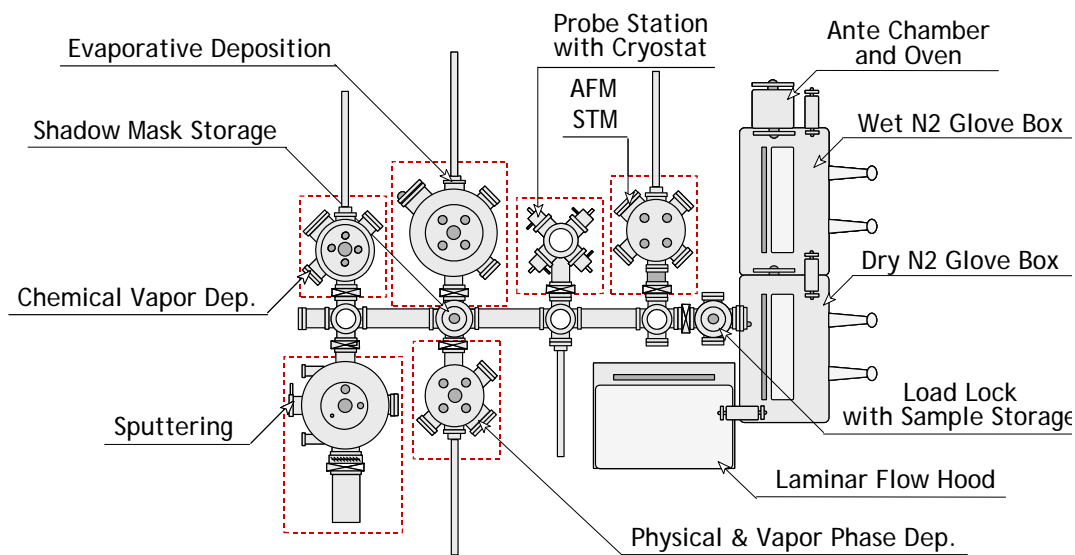 Probe Station
with Cryostat
Ante Chamber
and Oven
Evaporative Deposition
AFM
STM
Shadow Mask Storage
Wet N2 Glove Box
Chemical Vapor Dep.
Dry N2 Glove Box
Sputtering
Load Lock
with Sample Storage
Laminar Flow Hood
Physical & Vapor Phase Dep.